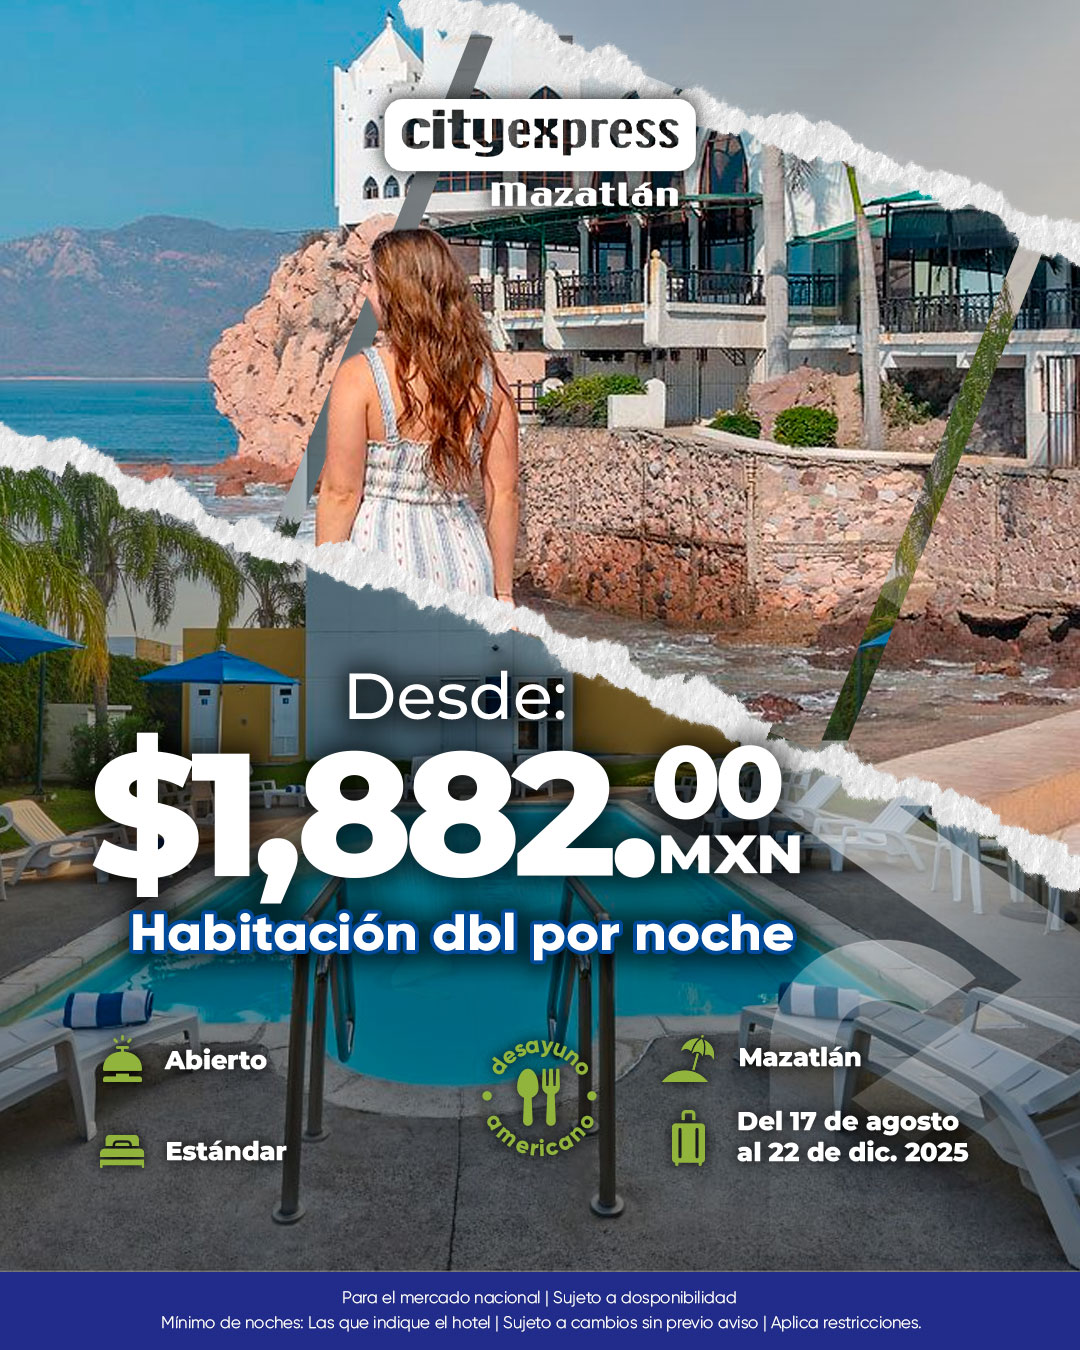 cityexpress
Mazatlán
Desde:
$1,882.00
MXN
Habitación dbl por noche
Abierto
Estándar
desayuno
americano
Mazatlán
Del 17 de agosto
al 22 de dic. 2025
Para el mercado nacional | Sujeto a dosponibilidad
Mínimo de noches: Las que indique el hotel | Sujeto a cambios sin previo aviso | Aplica restricciones.